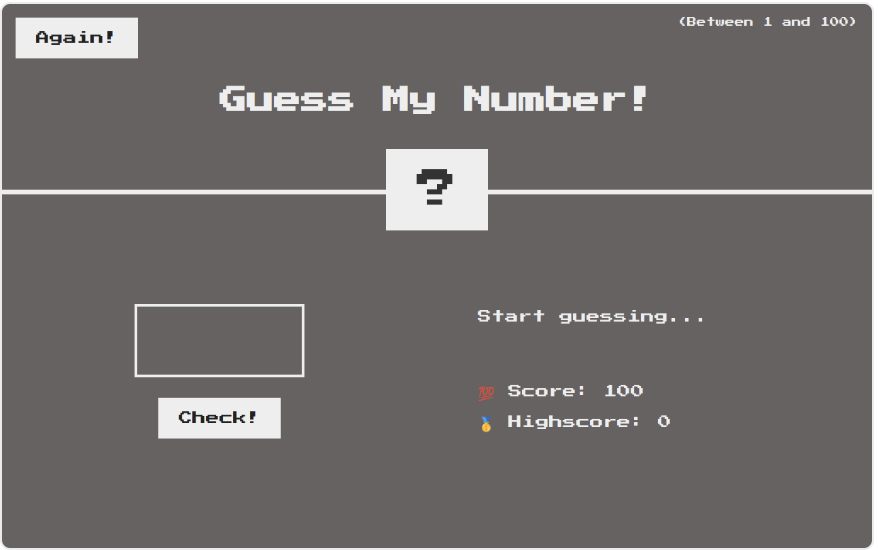 Again!
(Between 1 and 100)
Guess My Number!
?
Start guessing...
💯 Score: 100
Check!
🥇 Highscore: 0